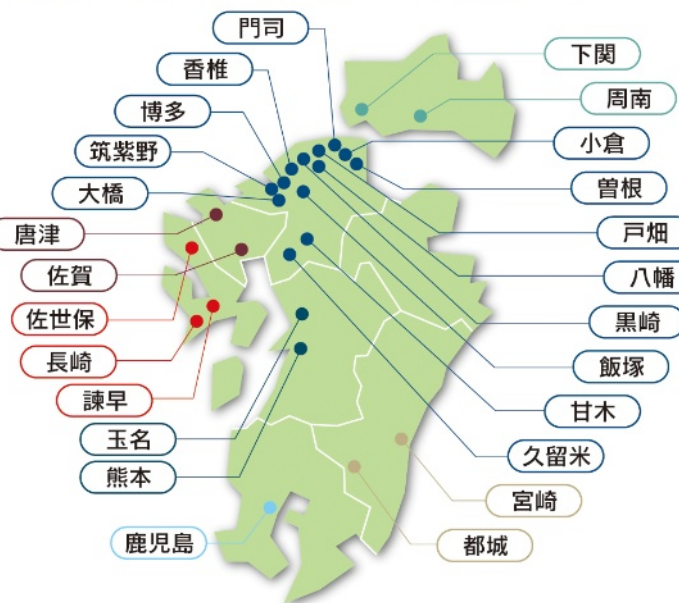 門司
香椎
博多
筑紫野
大橋
唐津
佐賀
佐世保
長崎
諫早
玉名
熊本
鹿児島
下関
周南
小倉
曽根
戸畑
八幡
黒崎
飯塚
甘木
久留米
宮崎
都城